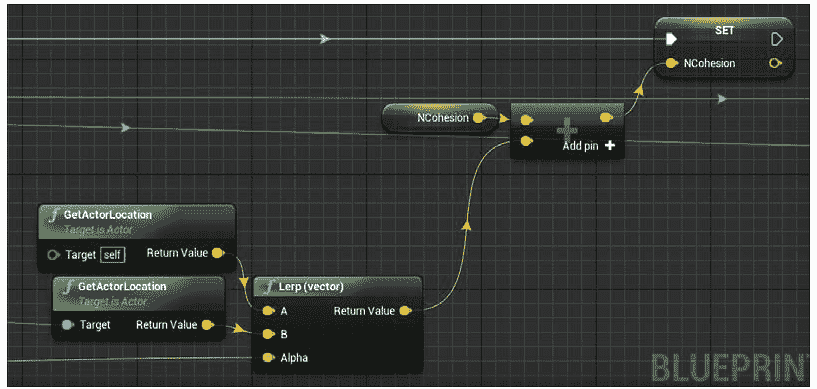 SET
NCohesion
NCohesion
Add pin
GetActorLocation
Target is Actor
Target self Return Value
GetActorLocation
Target is Actor
Target Return Value
Lerp (vector)
A Return Value
B
Alpha
BLUEPRIN